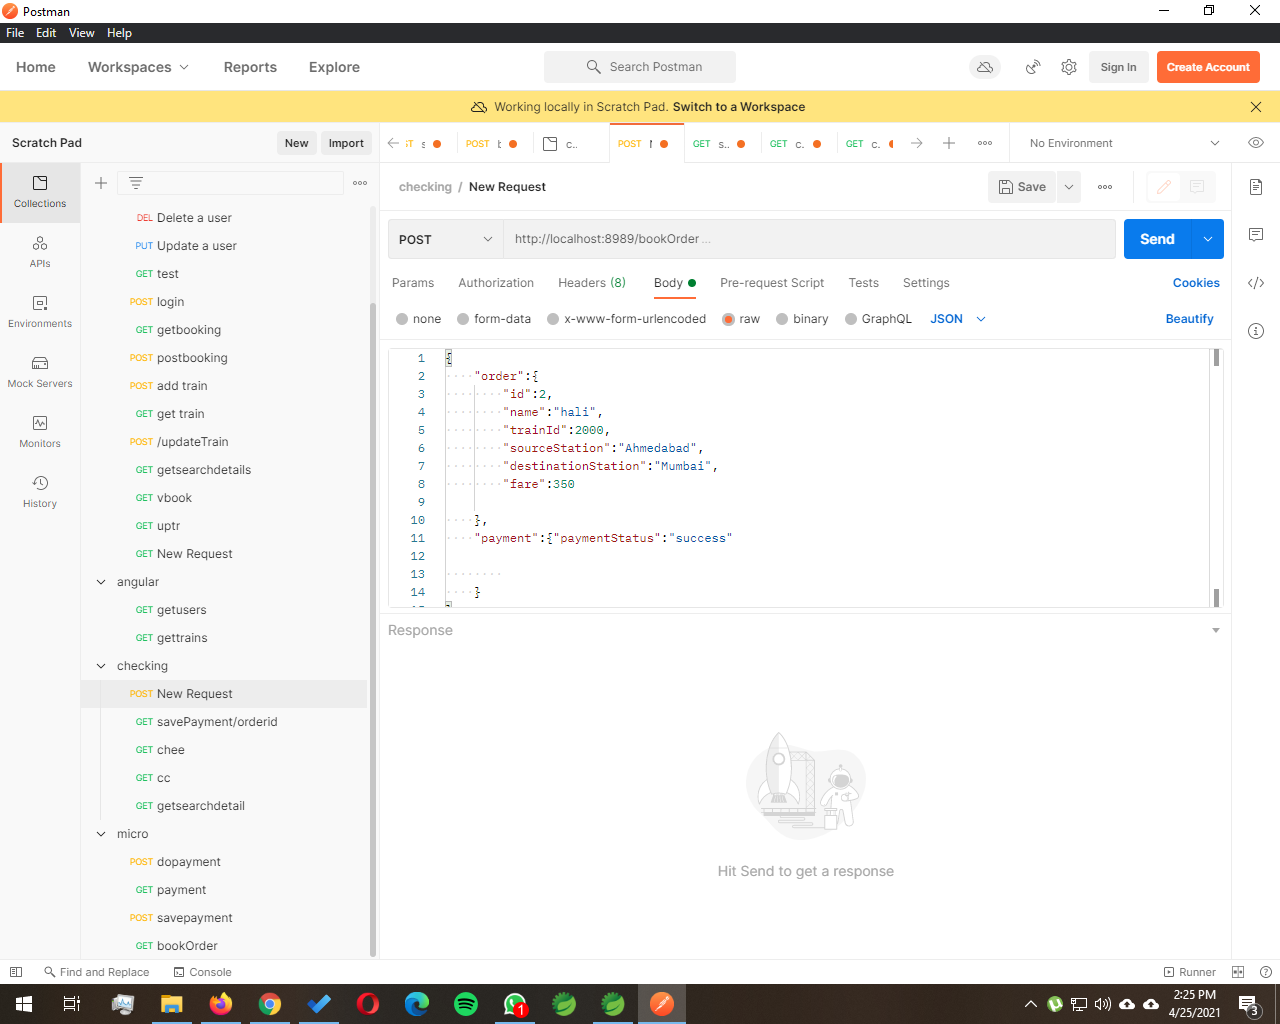 Postman
File Edit View Help
Home Workspaces Reports Explore Search Postman Sign In Create Account
Working locally in Scratch Pad. Switch to a Workspace
Scratch Pad New Import
POST POST c.. POST GET s.. GET c. GET c. No Environment
Collections
APIs
Environments
Mock Servers
Monitors
History
DEL Delete a user
PUT Update a user
GET test
POST login
GET getbooking
POST postbooking
POST add train
GET get train
POST /updateTrain
GET getsearchdetails
GET vbook
GET uptr
GET New Request
angular
GET getusers
GET gettrains
checking
POST New Request
GET savePayment/orderid
GET chee
GET cc
GET getsearchdetail
micro
POST dopayment
GET payment
POST savepayment
GET bookOrder
checking / New Request Save
POST http://localhost:8989/bookOrder ... Send
Params Authorization Headers (8) Body Pre-request Script Tests Settings Cookies
none form-data x-www-form-urlencoded raw binary GraphQL JSON Beautify
1 {
2 "order":{
3 "id":2,
4 "name":"hali",
5 "trainId":2000,
6 "sourceStation":"Ahmedabad",
7 "destinationStation":"Mumbai",
8 "fare":350
9
10 },
11 "payment":{"paymentStatus":"success"
12
13
14 }
Response
Hit Send to get a response
Find and Replace Console Runner
1
2:25 PM
4/25/2021
3